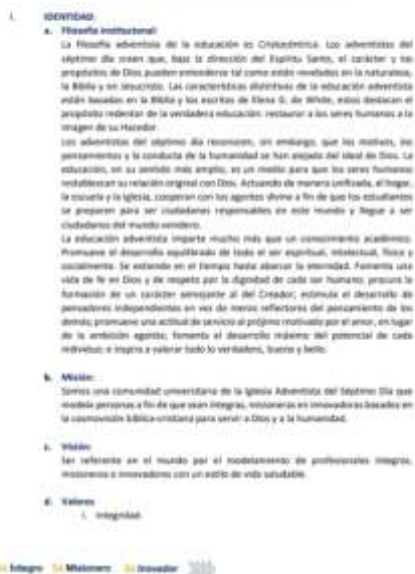 I. IDENTIDAD:
a. Filosofía institucional:
La filosofía adventista de la educación es Cristocéntrica. Los adventistas del
séptimo día creen que, bajo la dirección del Espíritu Santo, el carácter y los
propósitos de Dios pueden entenderse tal como están revelados en la naturaleza,
la Biblia y en Jesucristo. Las características distintivas de la educación adventista
están basadas en la Biblia y los escritos de Elena G. de White, estos destacan el
propósito redentor de la verdadera educación: restaurar a los seres humanos a la
imagen de su Hacedor.
Los adventistas del séptimo día reconocen, sin embargo, que los motivos, los
pensamientos y la conducta de la humanidad se han alejado del ideal de Dios. La
educación, en su sentido más amplio, es un medio para que los seres humanos
restablezcan su relación original con Dios. Actuando de manera unificada, el hogar,
la escuela y la iglesia, cooperan con los agentes divino a fin de que los estudiantes
se preparen para ser ciudadanos responsables en este mundo y llegue a ser
ciudadanos del mundo venidero.
La educación adventista imparte mucho más que un conocimiento académico.
Promueve el desarrollo equilibrado de todo el ser espiritual, intelectual, física y
socialmente. Se extiende en el tiempo hasta abarcar la eternidad. Fomenta una
vida de fe en Dios y de respeto por la dignidad de cada ser humano; procura la
formación de un carácter semejante al del Creador; estimula el desarrollo de
pensadores independientes en vez de meros reflectores del pensamiento de los
demás; promueve una actitud de servicio al prójimo motivado por el amor, en lugar
de la ambición egoísta; fomenta el desarrollo máximo del potencial de cada
individuo; e inspira a valorar todo lo verdadero, bueno y bello.
b. Misión:
Somos una comunidad universitaria de la Iglesia Adventista del Séptimo Día que
modela personas a fin de que sean íntegras, misioneras en innovadoras basados en
la cosmovisión bíblica-cristiana para servir a Dios y a la humanidad.
c. Visión:
Ser referente en el mundo por el modelamiento de profesionales íntegros,
misioneros e innovadores con un estilo de vida saludable.
d. Valores
i. Integridad.
Íntegro Sé Misionero Sé Innovador